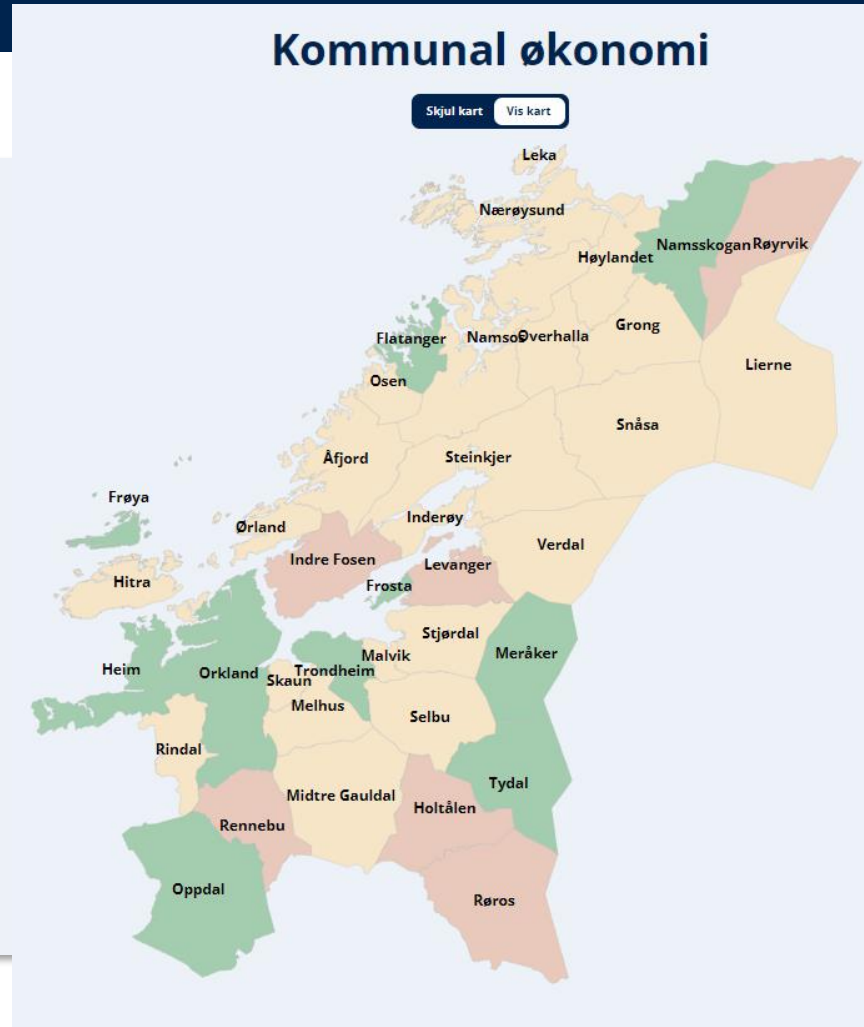 Kommunal økonomi
Skjul kart Vis kart
Leka
Nærøysund
Namsskogan Røyrvik
Høylandet
Grong
Flatanger Namsos Overhalla
Lierne
Osen
Snåsa
Åfjord Steinkjer
Frøya
Ørland Inderøy
Verdal
Indre Fosen Levanger
Hitra Frosta
Stjørdal
Malvik Meråker
Heim Orkland Skaun Trondheim
Melhus Selbu
Rindal
Tydal
Midtre Gauldal Holtålen
Rennebu
Oppdal
Røros